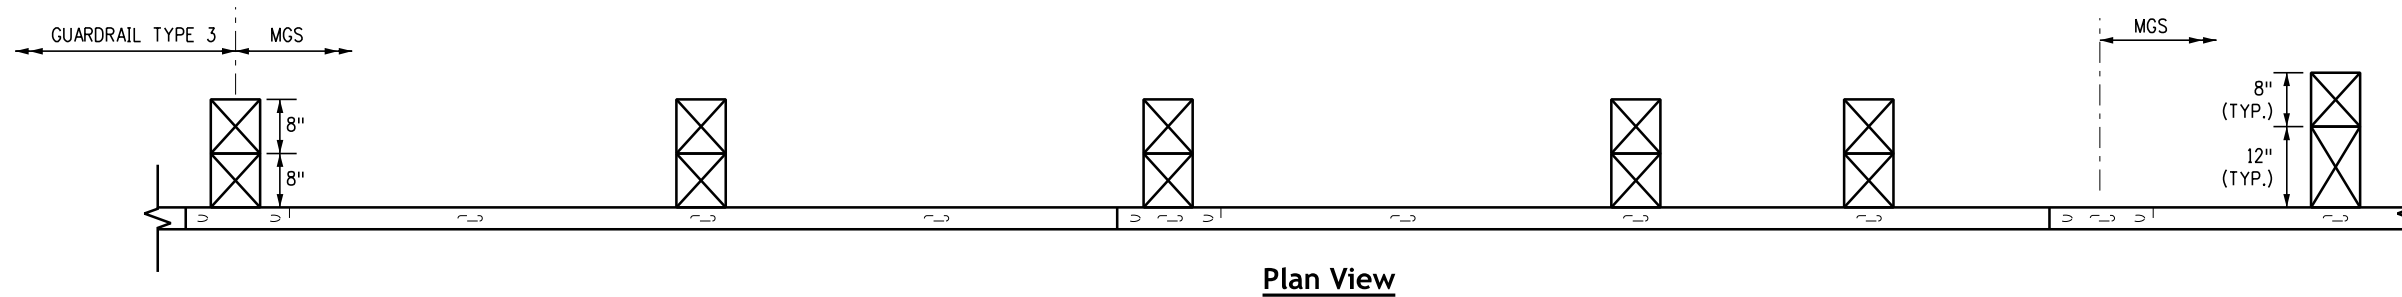 GUARDRAIL TYPE 3
MGS
MGS
8"
8"
8"
(TYP.)
12"
(TYP.)
Plan View